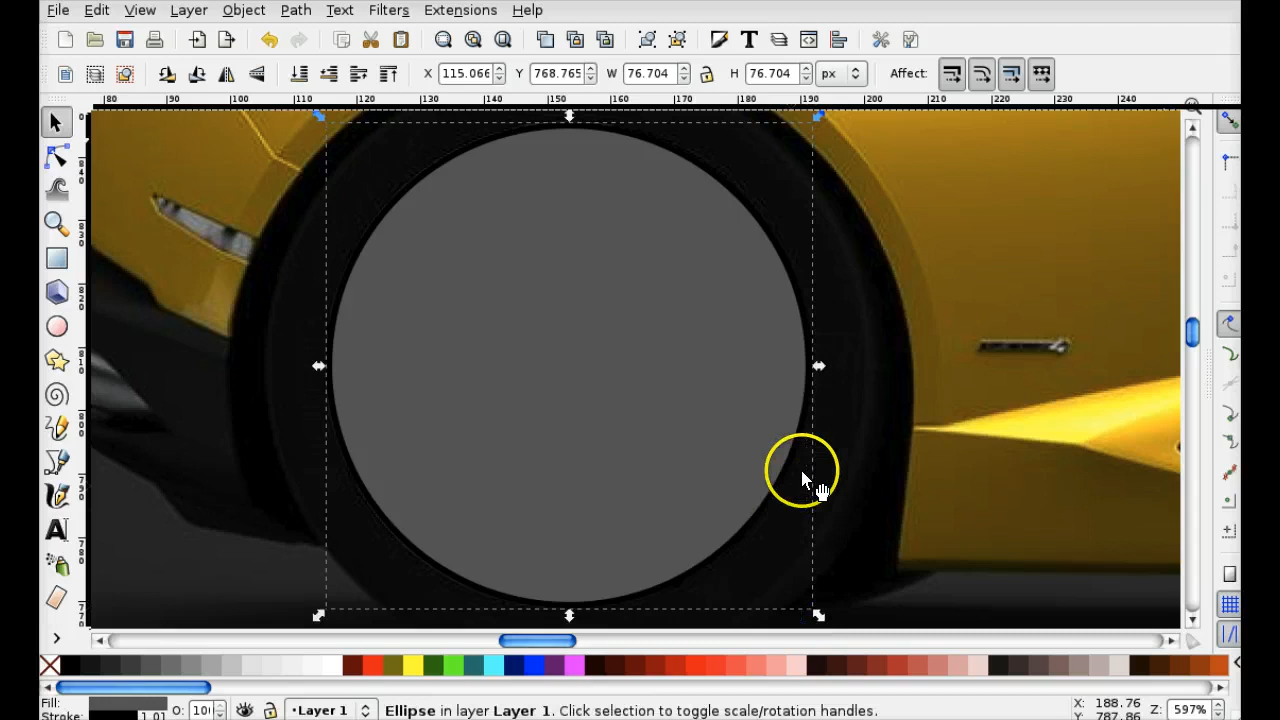 File Edit View Layer Object Path Text Filters Extensions Help
X 115.066 Y 768.765 W 76.704 H 76.704 px Affect:
80 90 100 110 120 130 140 150 160 170 180 190 200 210 220 230 240
Fill: O: 100 •Layer 1 Ellipse in layer Layer 1. Click selection to toggle scale/rotation handles. X: 188.76 Z: 597%
Stroke: 1.01 Y: 787.86